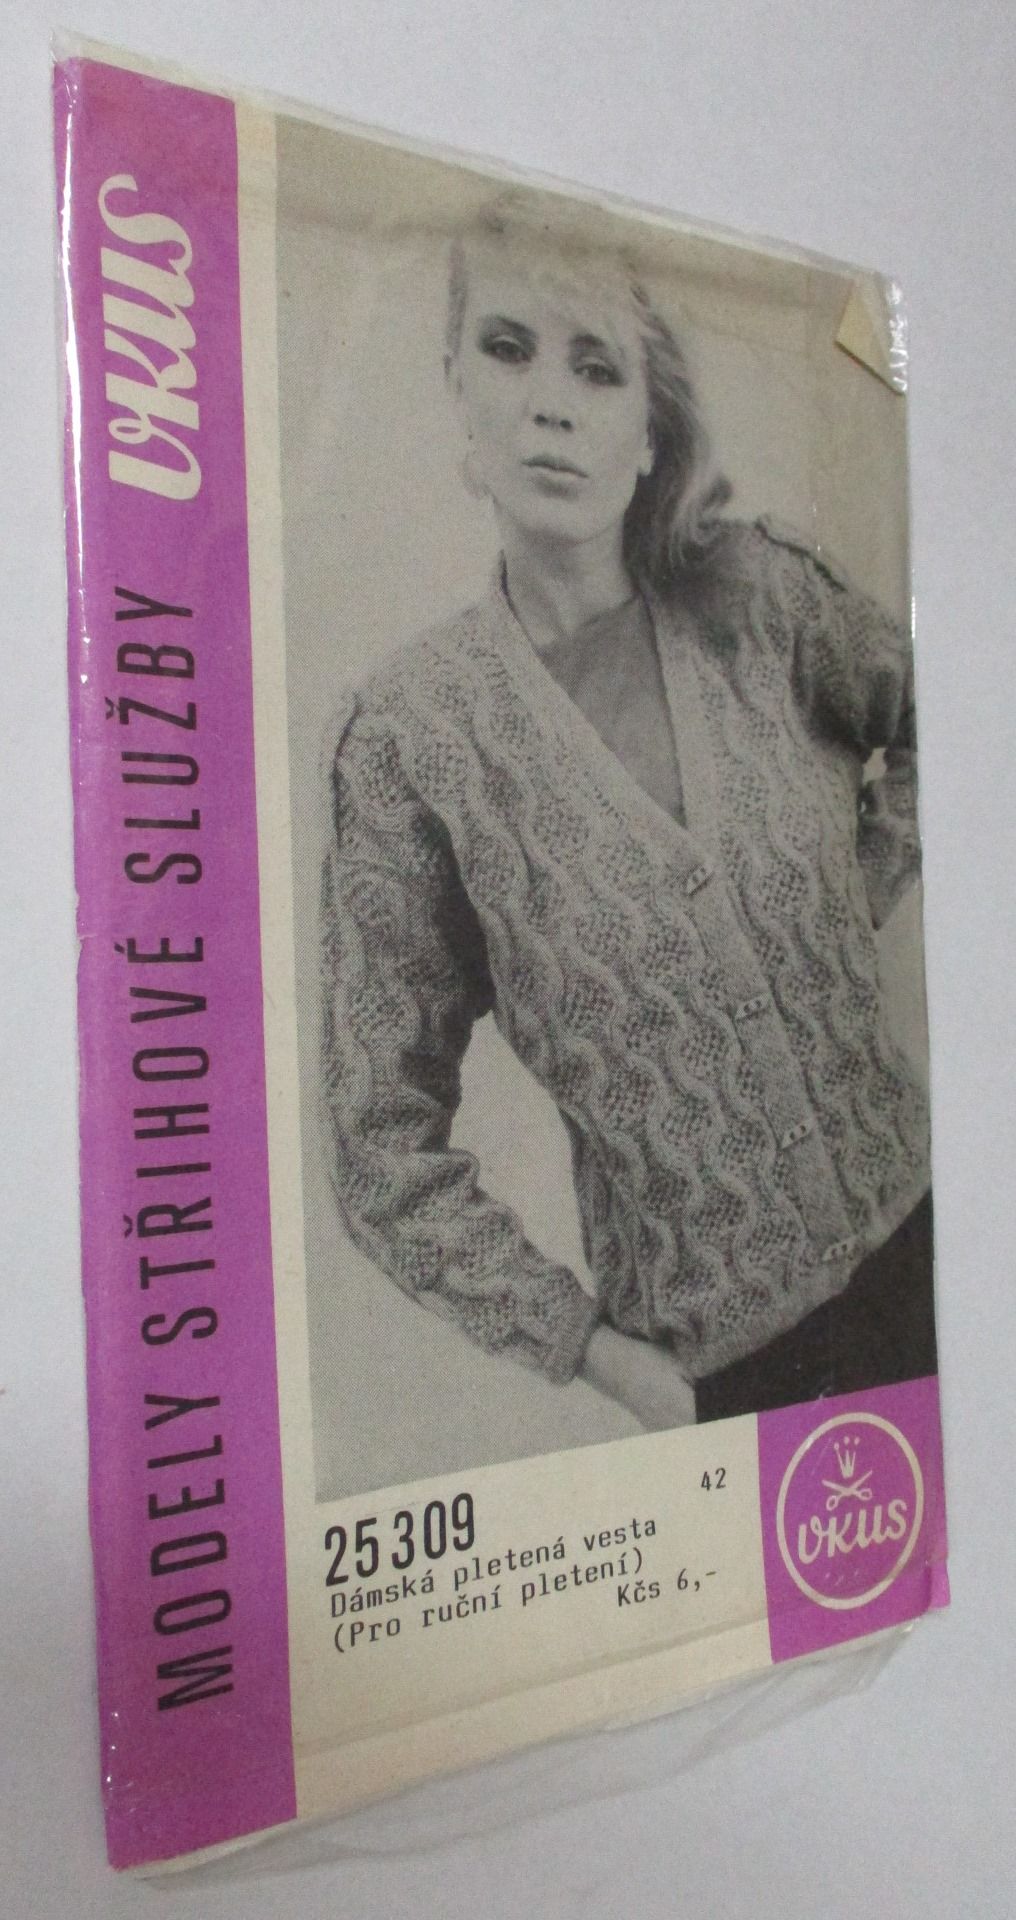 MODELY STŘIHOVÉ SLUŽBY vkus
25309
42
Dámská pletená vesta
(Pro ruční pletení)
Kčs 6,-
vkus